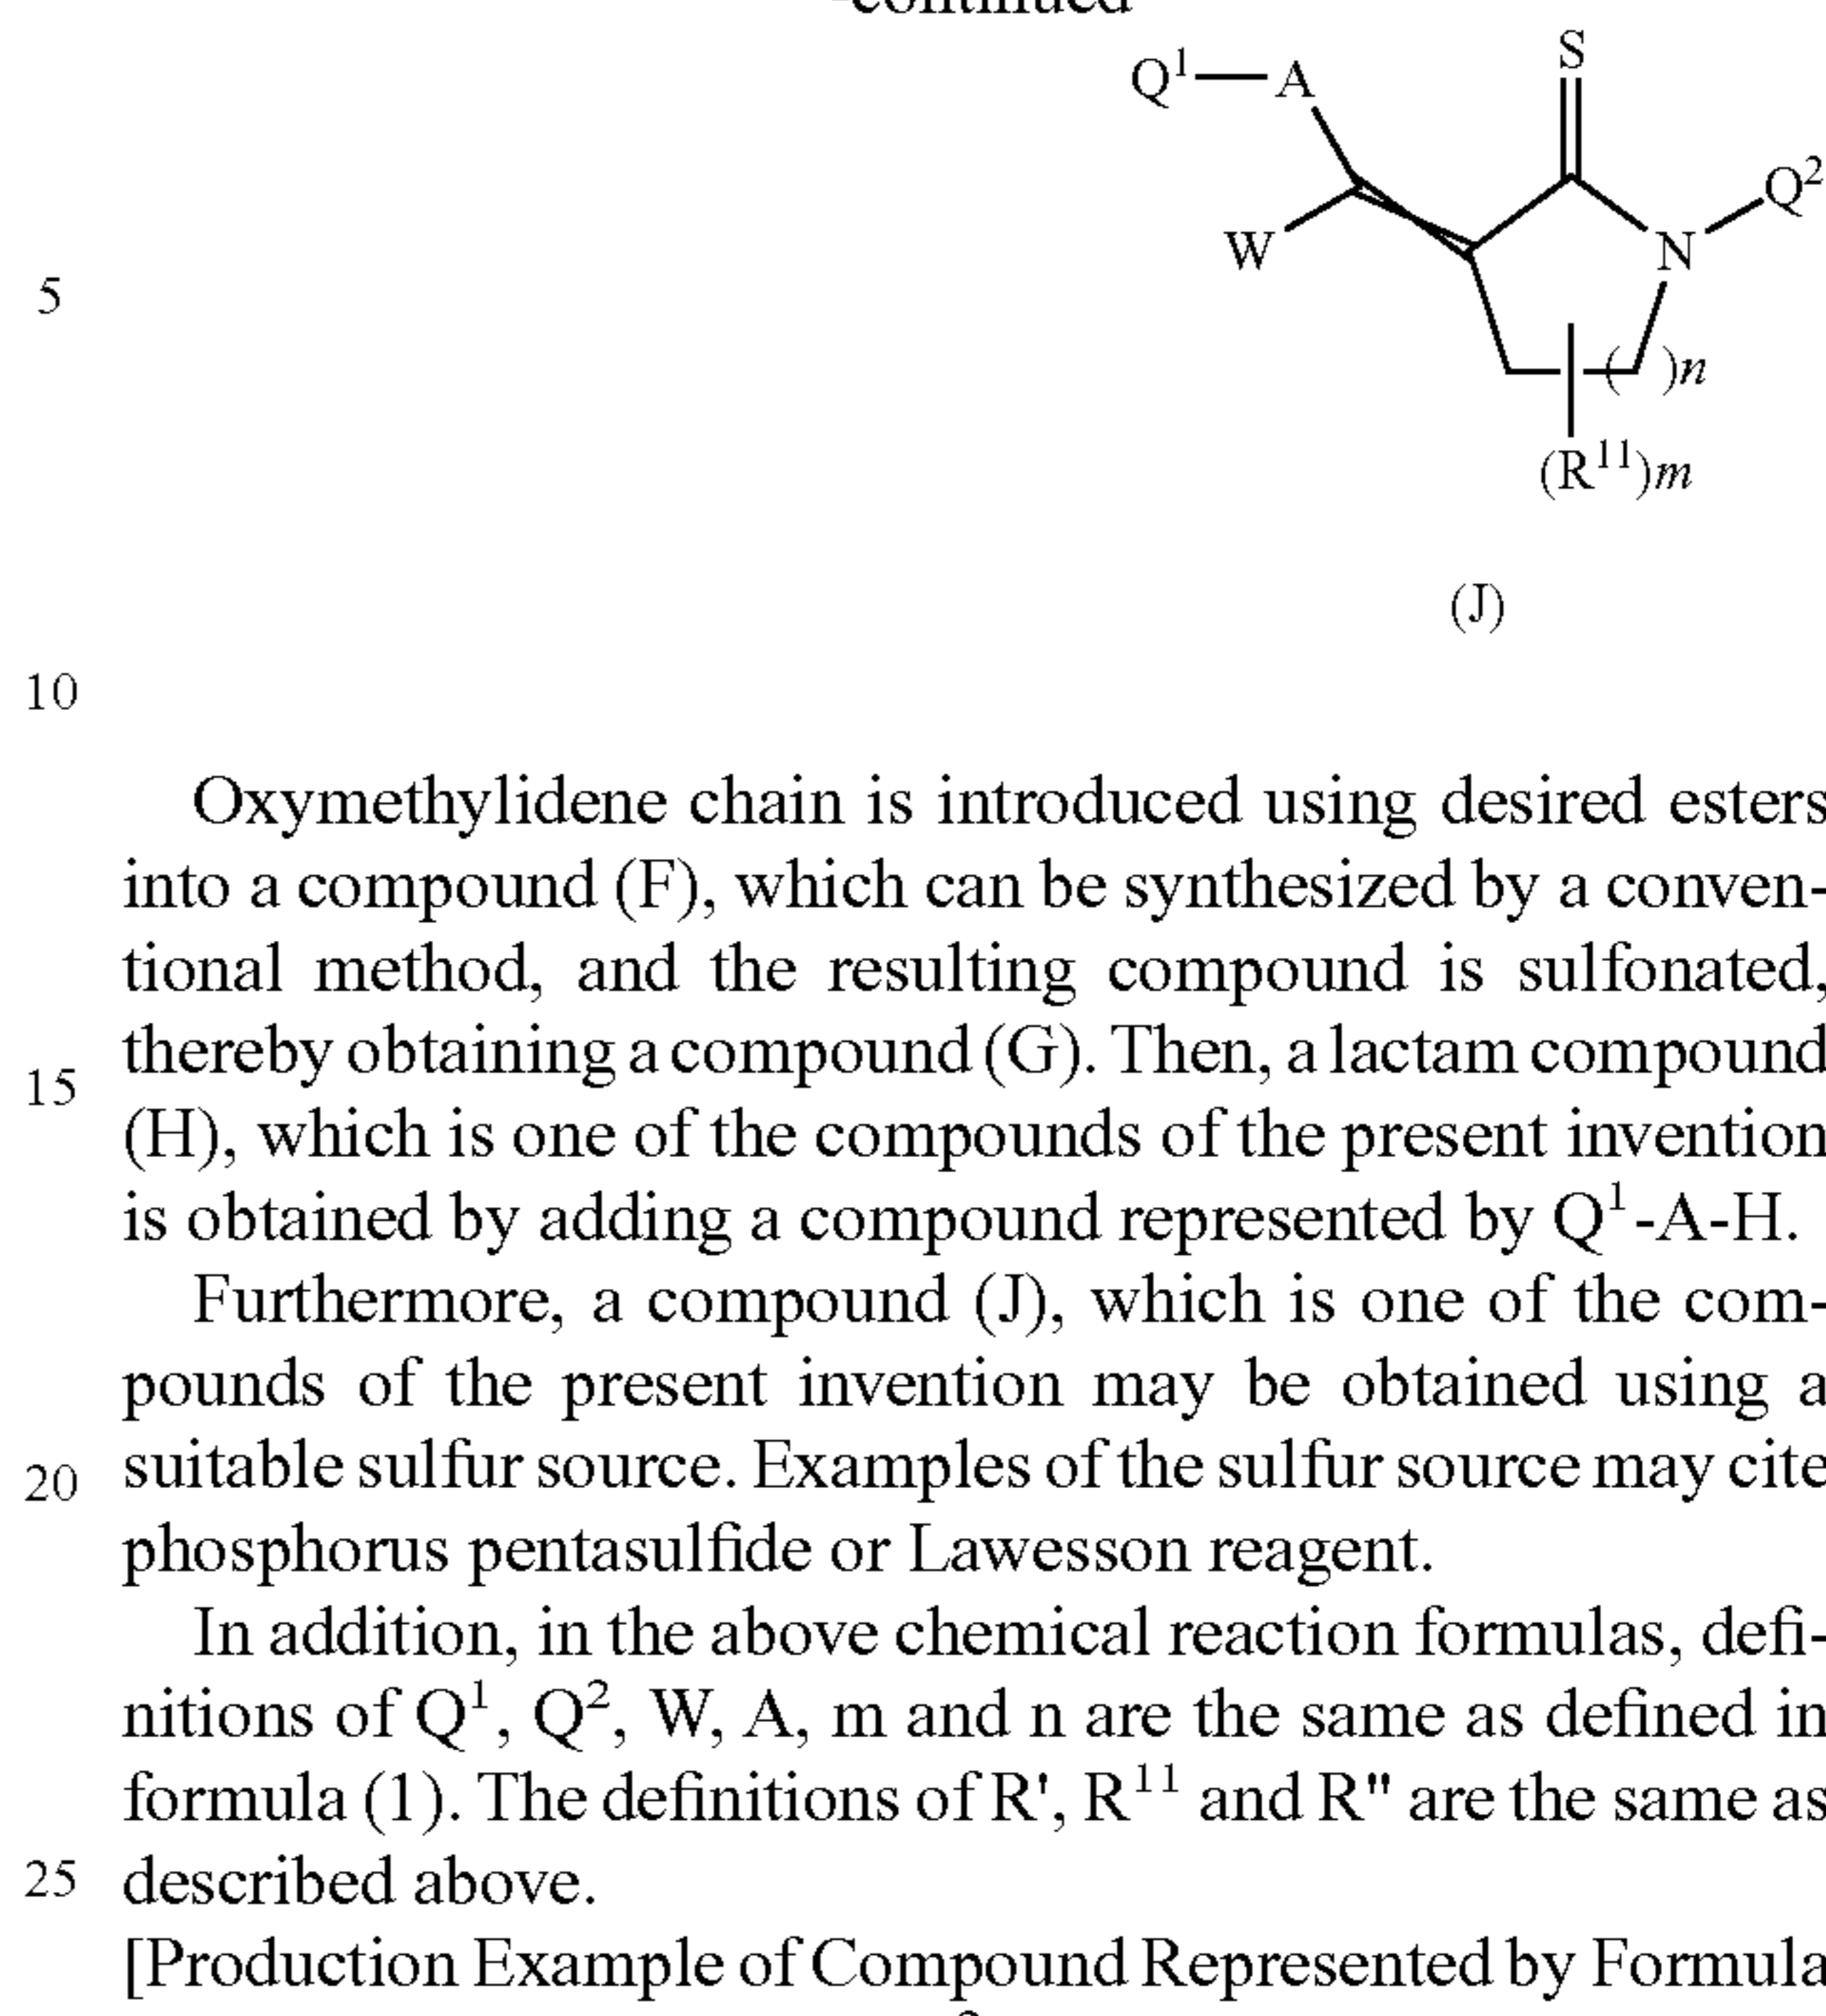 -continued
Q¹—A
S
Q²
W
N
5
( )n
(R¹¹)m
(J)
10
Oxymethylidene chain is introduced using desired esters
into a compound (F), which can be synthesized by a conven-
tional method, and the resulting compound is sulfonated,
thereby obtaining a compound (G). Then, a lactam compound
15
(H), which is one of the compounds of the present invention
is obtained by adding a compound represented by Q¹-A-H.
Furthermore, a compound (J), which is one of the com-
pounds of the present invention may be obtained using a
20 suitable sulfur source. Examples of the sulfur source may cite
phosphorus pentasulfide or Lawesson reagent.
In addition, in the above chemical reaction formulas, defi-
nitions of Q¹, Q², W, A, m and n are the same as defined in
formula (1). The definitions of R', R¹¹ and R" are the same as
25 described above.
[Production Example of Compound Represented by Formula